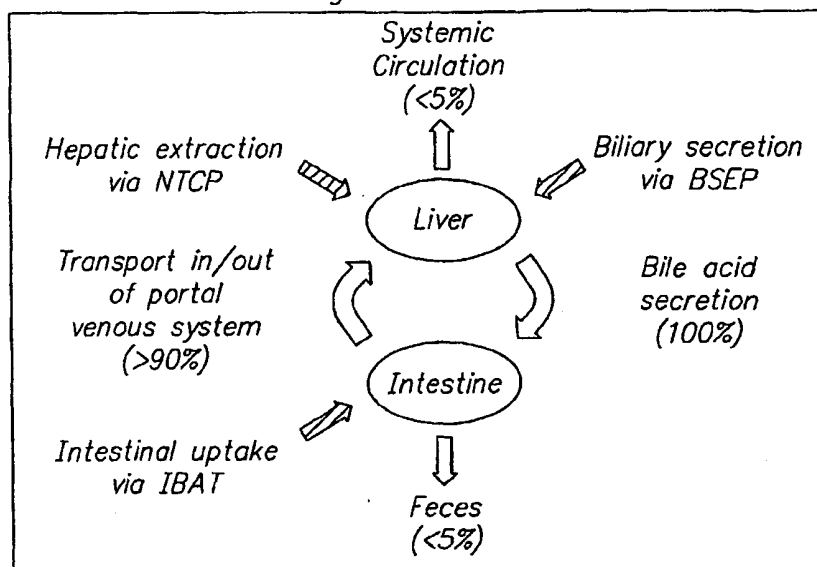 Systemic
Circulation
(<5%)
Hepatic extraction
via NTCP
Biliary secretion
via BSEP
Liver
Transport in/out
of portal
venous system
(>90%)
Bile acid
secretion
(100%)
Intestine
Intestinal uptake
via IBAT
Feces
(<5%)